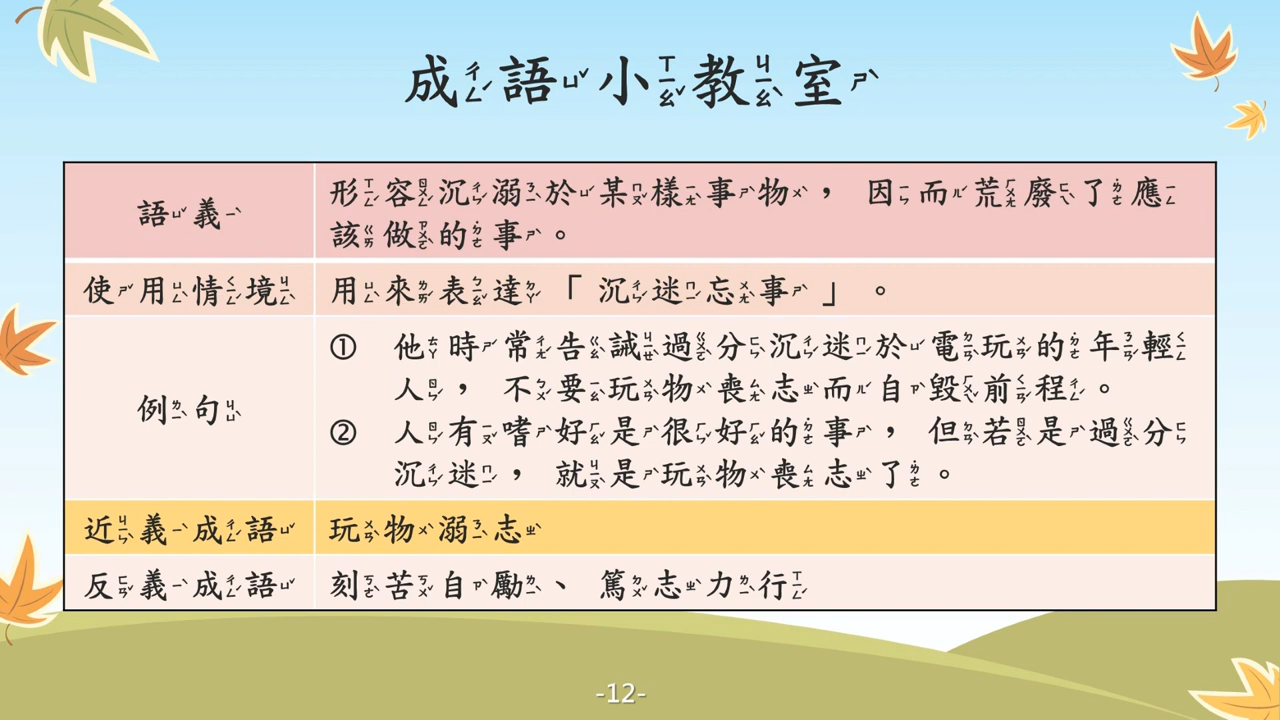 成語小教室
語義
形容沉溺於某樣事物，因而荒廢了應
該做的事。
使用情境
用來表達「沉迷忘事」。
例句
① 他時常告誡過分沉迷於電玩的年輕
人，不要玩物喪志而自毀前程。
② 人有嗜好是很好的事，但若是過分
沉迷，就是玩物喪志了。
近義成語
玩物溺志
反義成語
刻苦自勵、篤志力行
-12-